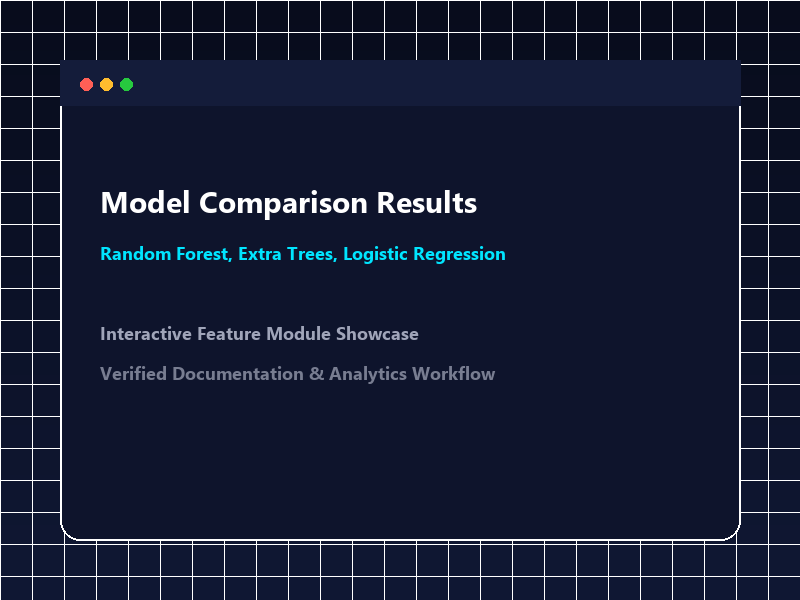 Model Comparison Results
Random Forest, Extra Trees, Logistic Regression
Interactive Feature Module Showcase
Verified Documentation & Analytics Workflow